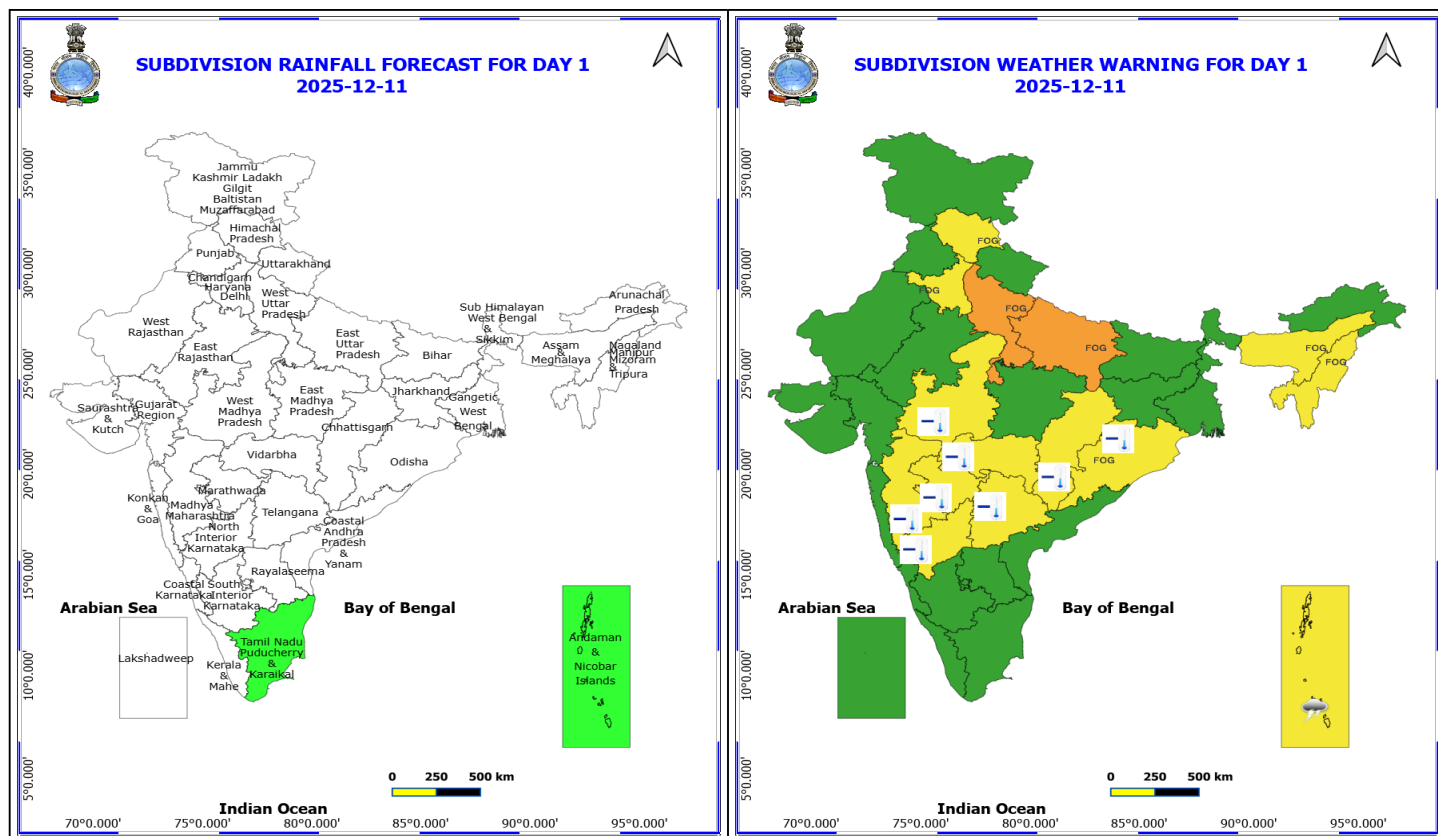 SUBDIVISION RAINFALL FORECAST FOR DAY 1
2025-12-11
40°0.000'
35°0.000'
30°0.000'
25°0.000'
20°0.000'
15°0.000'
10°0.000'
5°0.000'
Jammu
Kashmir Ladakh
Gilgit
Baltistan
Muzaffarabad
Himachal
Pradesh
Punjab
Uttarakhand
Chandigarh
Haryana
Delhi
West
Uttar
Pradesh
Arunachal
Pradesh
Sub Himalayan
West Bengal
&
Sikkim
West
Rajasthan
East
Rajasthan
East
Uttar
Pradesh
Bihar
Assam
&
Meghalaya
Nagaland
Manipur
Mizoram
&
Tripura
Saurashtra
&
Kutch
Gujarat
Region
West
Madhya
Pradesh
East
Madhya
Pradesh
Jharkhand
Gangetic
West
Bengal
Chhattisgarh
Vidarbha
Odisha
Konkan
&
Goa
Marathwada
Madhya
Maharashtra
North
Interior
Karnataka
Telangana
Coastal
Andhra
Pradesh
&
Yanam
Rayalaseema
Coastal
Karnataka
South
Interior
Karnataka
Arabian Sea
Bay of Bengal
Lakshadweep
Kerala
&
Mahe
Tamil Nadu
Puducherry
&
Karaikal
Andaman
&
Nicobar
Islands
0 250 500 km
Indian Ocean
70°0.000' 75°0.000' 80°0.000' 85°0.000' 90°0.000' 95°0.000'
SUBDIVISION WEATHER WARNING FOR DAY 1
2025-12-11
40°0.000'
35°0.000'
30°0.000'
25°0.000'
20°0.000'
15°0.000'
10°0.000'
5°0.000'
FOG
FOG
FOG
FOG
FOG
FOG
FOG
Arabian Sea
Bay of Bengal
0 250 500 km
Indian Ocean
70°0.000' 75°0.000' 80°0.000' 85°0.000' 90°0.000' 95°0.000'